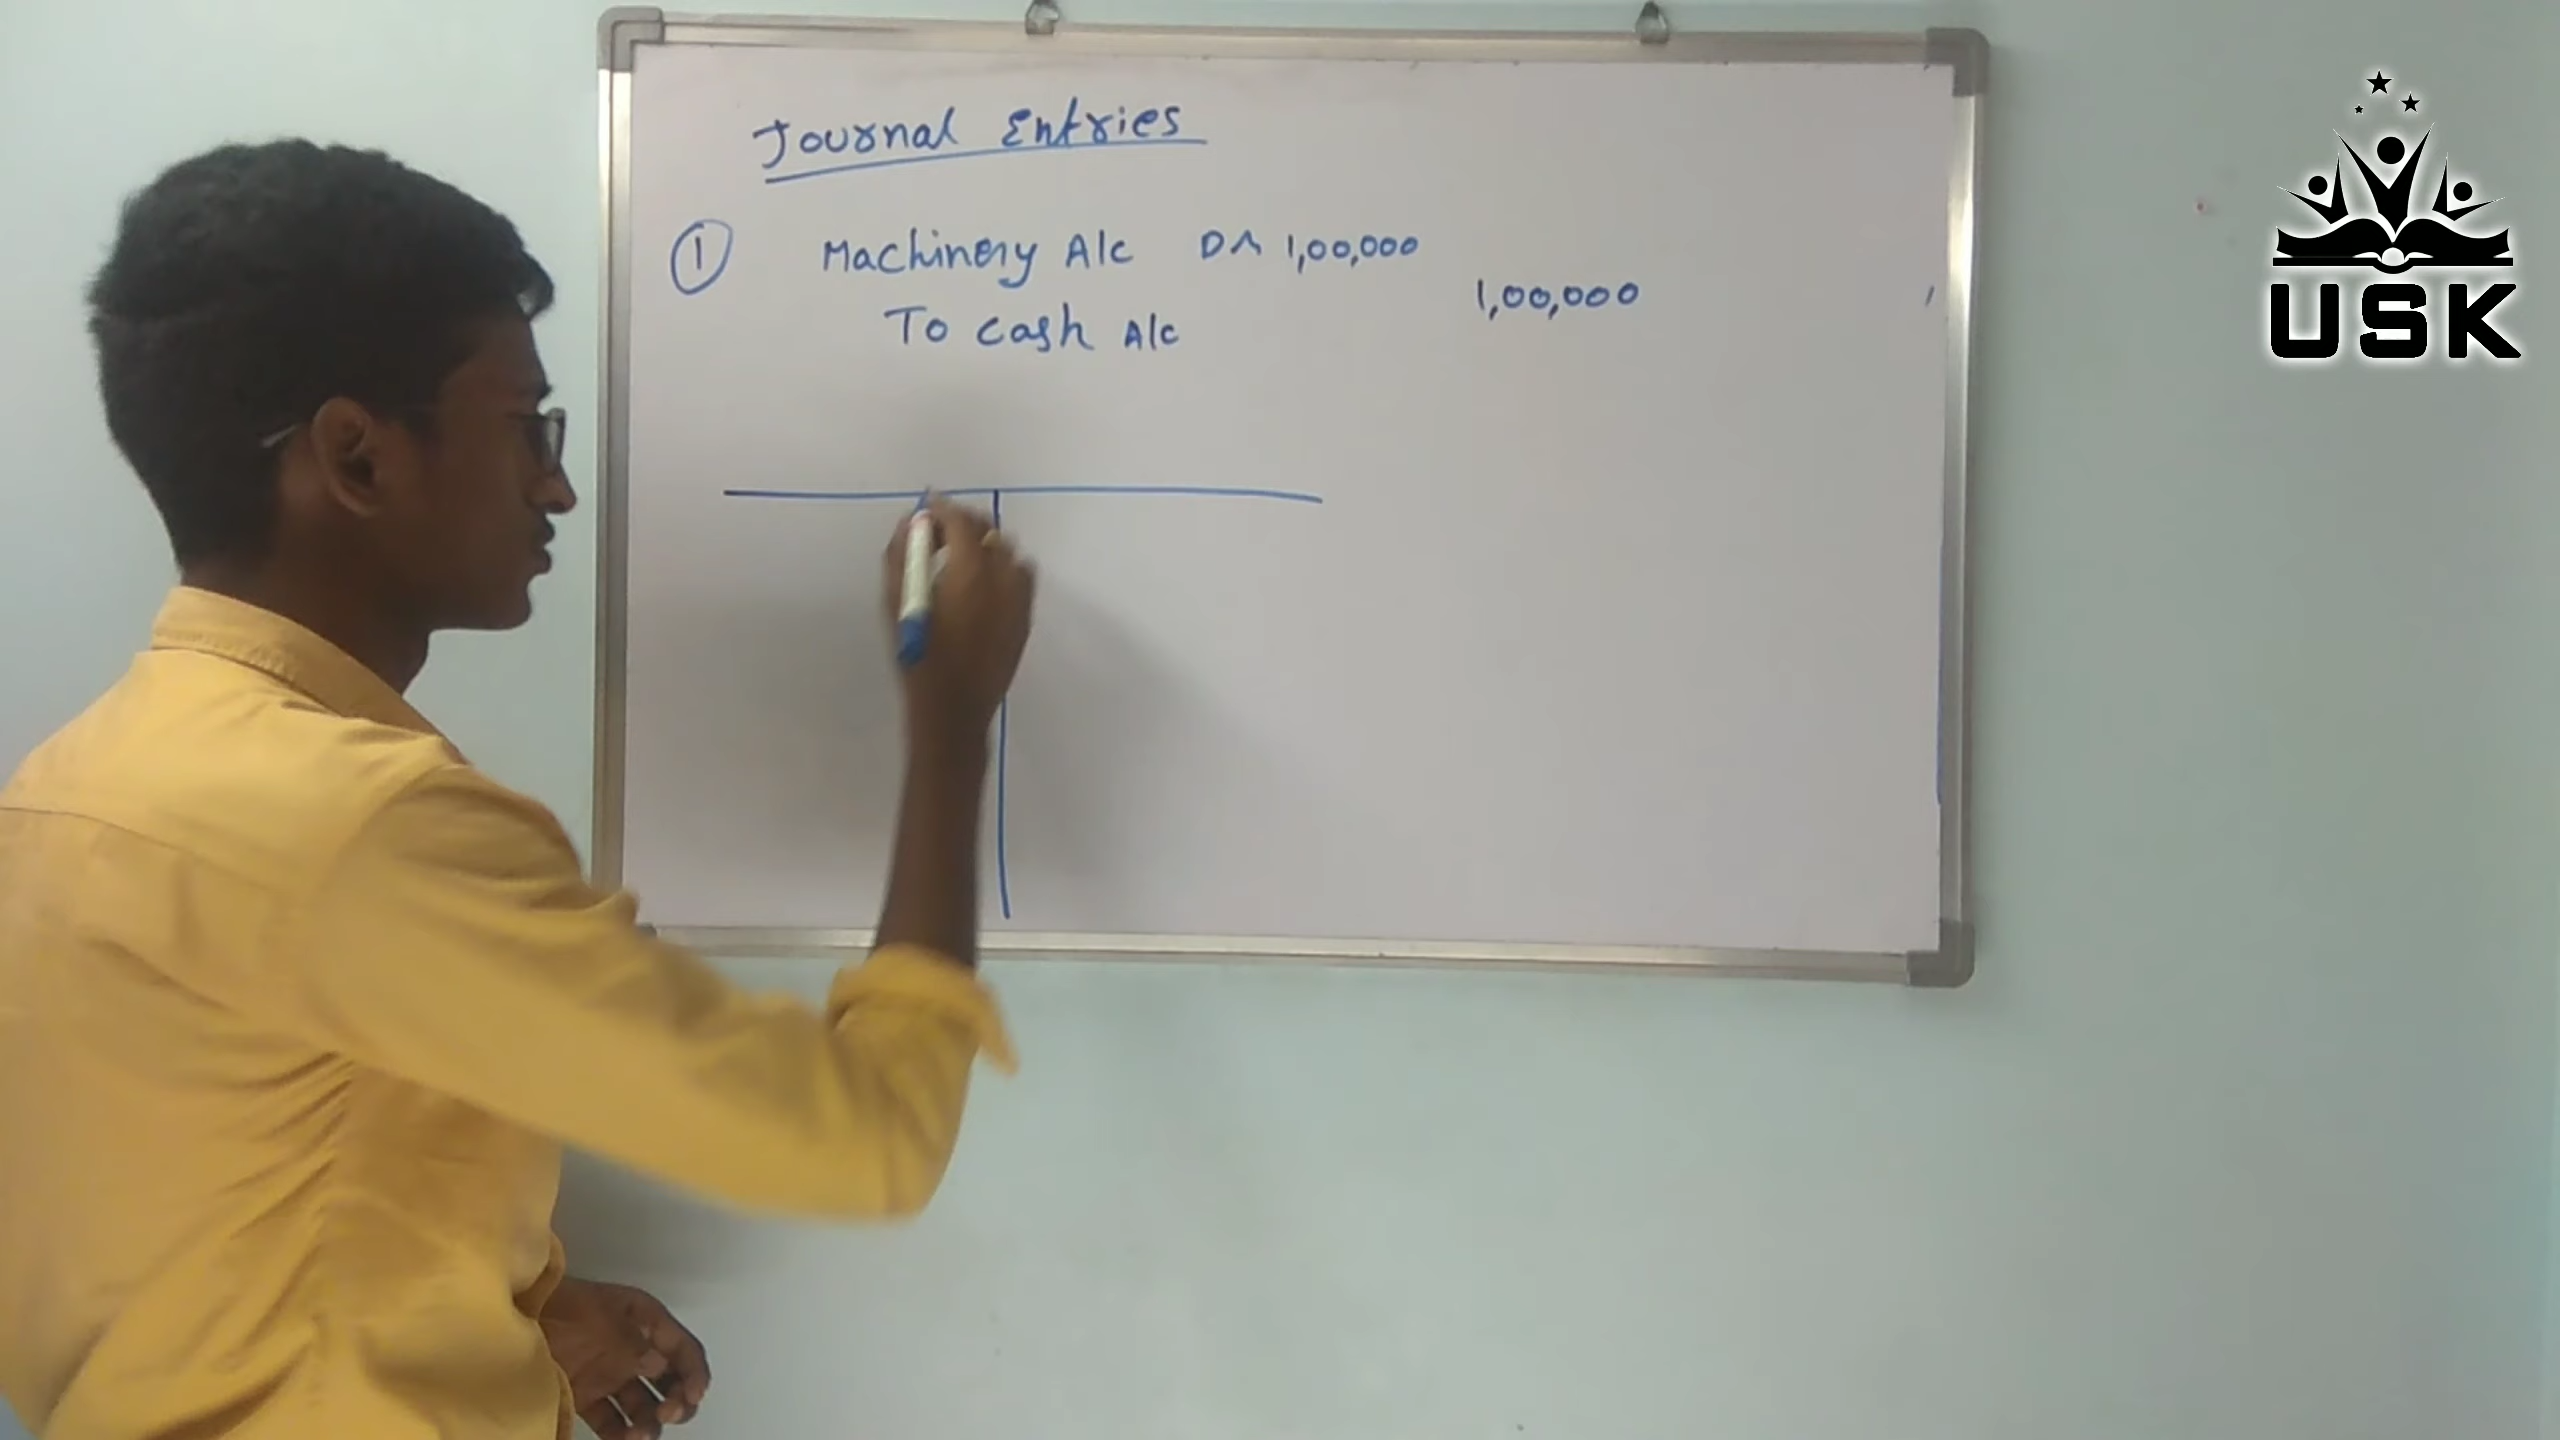 Journal Entries
① Machinery A/c Dr 1,00,000
To Cash A/c 1,00,000
USK